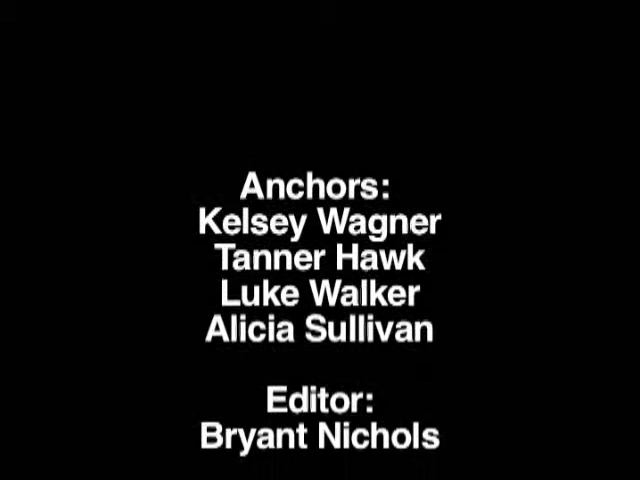 Anchors:
Kelsey Wagner
Tanner Hawk
Luke Walker
Alicia Sullivan
Editor:
Bryant Nichols